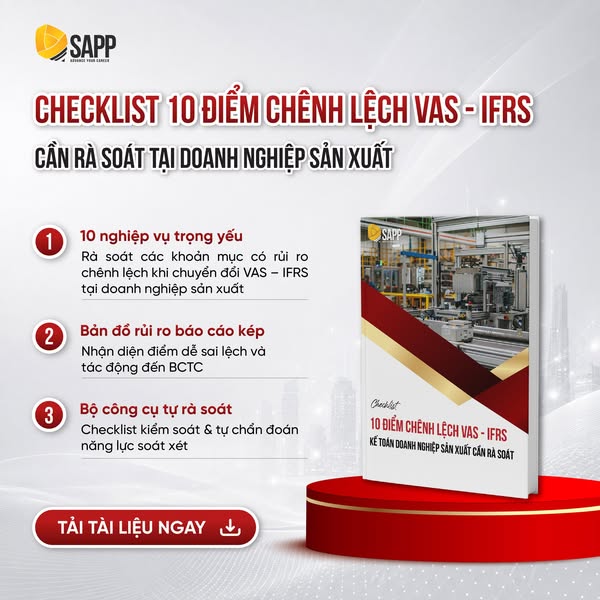 SAPP
ADVANCE YOUR CAREER
CHECKLIST 10 ĐIỂM CHÊNH LỆCH VAS - IFRS
CẦN RÀ SOÁT TẠI DOANH NGHIỆP SẢN XUẤT
1
10 nghiệp vụ trọng yếu
Rà soát các khoản mục có rủi ro
chênh lệch khi chuyển đổi VAS – IFRS
tại doanh nghiệp sản xuất
2
Bản đồ rủi ro báo cáo kép
Nhận diện điểm dễ sai lệch và
tác động đến BCTC
3
Bộ công cụ tự rà soát
Checklist kiểm soát & tự chẩn đoán
năng lực soát xét
TẢI TÀI LIỆU NGAY
SAPP
Checklist
10 ĐIỂM CHÊNH LỆCH VAS - IFRS
KẾ TOÁN DOANH NGHIỆP SẢN XUẤT CẦN RÀ SOÁT